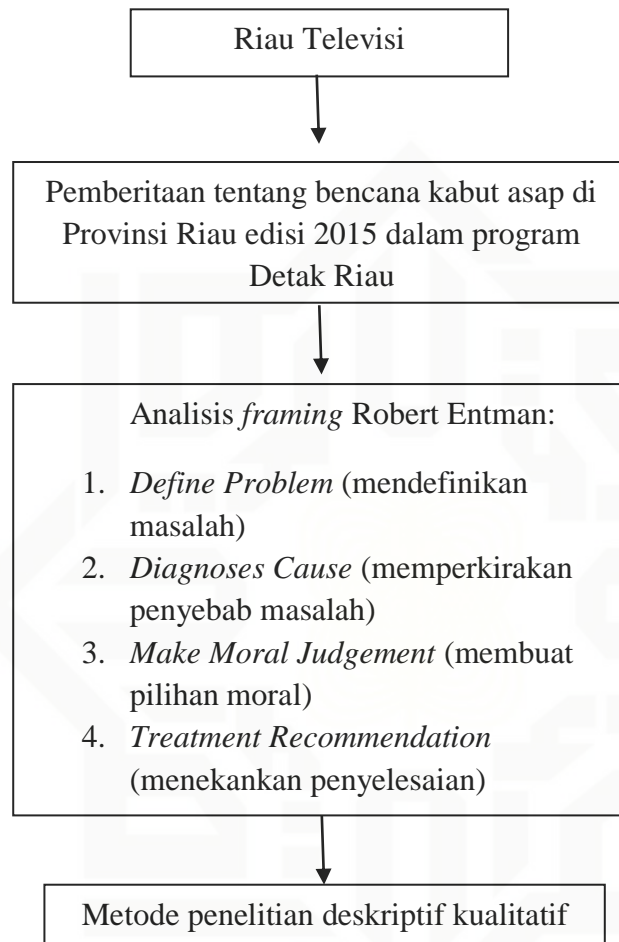 Riau Televisi
Pemberitaan tentang bencana kabut asap di
Provinsi Riau edisi 2015 dalam program
Detak Riau
Analisis framing Robert Entman:
1. Define Problem (mendefinikan
masalah)
2. Diagnoses Cause (memperkirakan
penyebab masalah)
3. Make Moral Judgement (membuat
pilihan moral)
4. Treatment Recommendation
(menekankan penyelesaian)
Metode penelitian deskriptif kualitatif